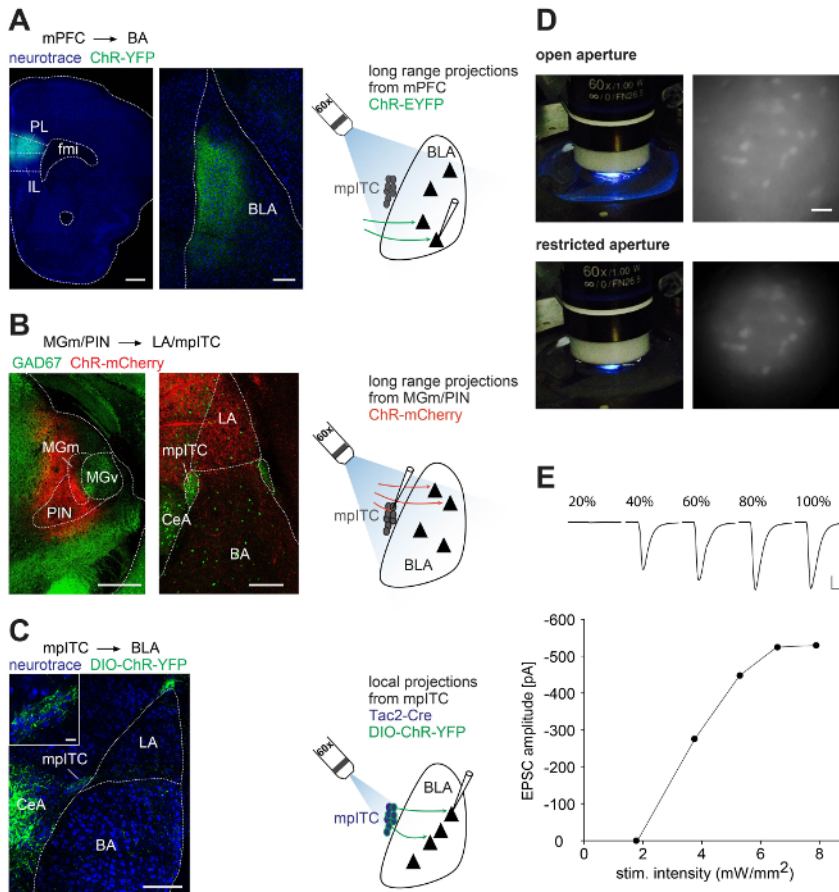 A
mPFC → BA
neurotrace ChR-YFP
PL
fmi
IL
BLA
long range projections
from mPFC
ChR-EYFP
60x
BLA
mpITC
B
MGm/PIN → LA/mpITC
GAD67 ChR-mCherry
MGm
MGv
PIN
LA
mpITC
CeA
BA
long range projections
from MGm/PIN
ChR-mCherry
60x
mpITC
BLA
C
mpITC → BLA
neurotrace DIO-ChR-YFP
LA
mpITC
CeA
BA
local projections
from mpITC
Tac2-Cre
DIO-ChR-YFP
60x
BLA
mpITC
D
open aperture
60x/1.00 W
∞/0/FN26.5
restricted aperture
60x/1.00 W
∞/0/FN26.5
E
20% 40% 60% 80% 100%
-600
-500
-400
-300
-200
-100
0
EPSC amplitude [pA]
0 2 4 6 8
stim. intensity (mW/mm²)